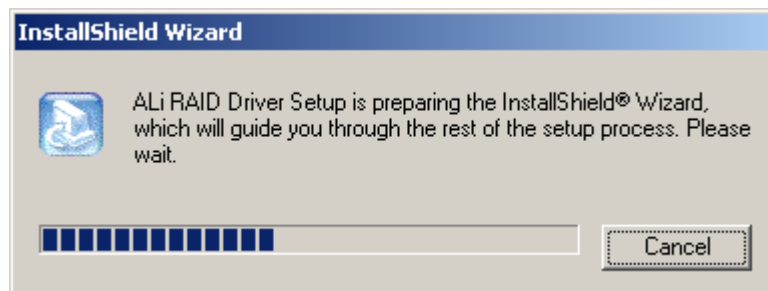 InstallShield Wizard
ALi RAID Driver Setup is preparing the InstallShield® Wizard,
which will guide you through the rest of the setup process. Please
wait.
Cancel